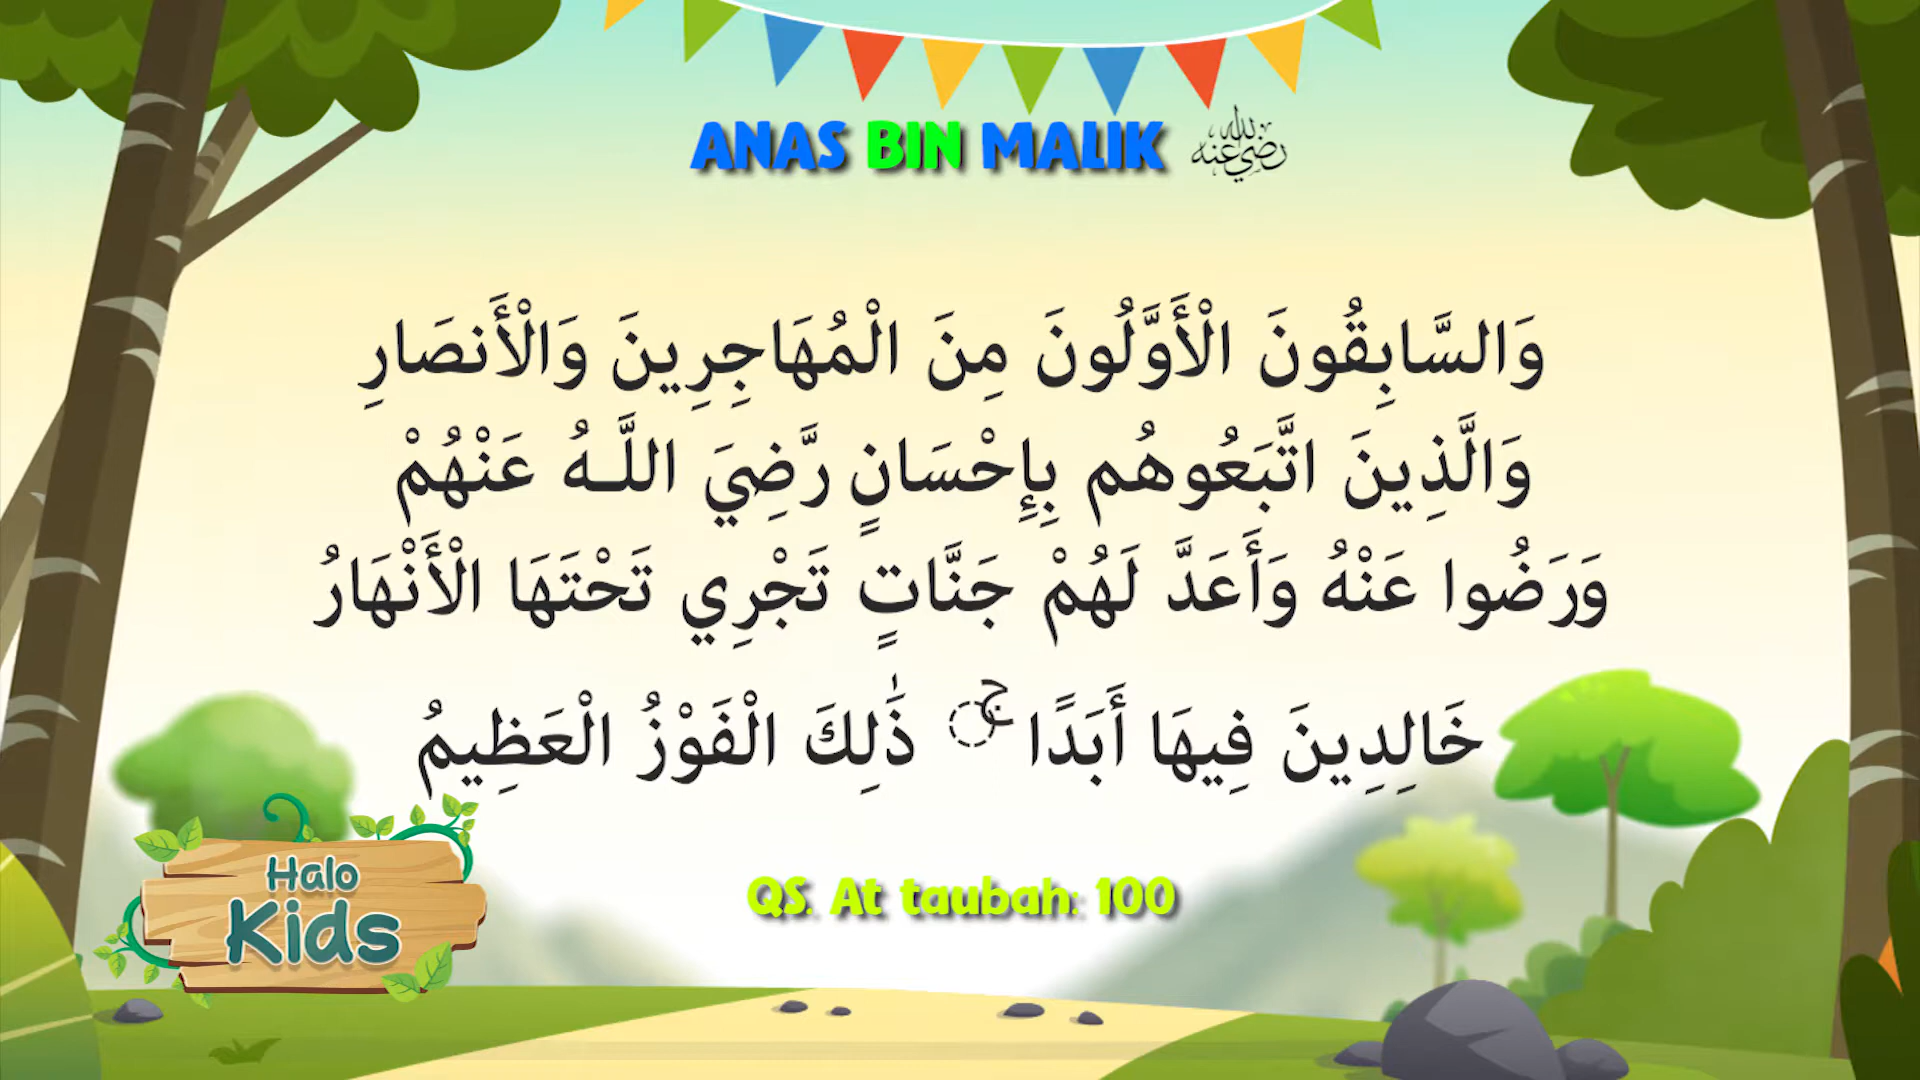 ANAS BIN MALIK رضي الله عنه
وَالسَّابِقُونَ الْأَوَّلُونَ مِنَ الْمُهَاجِرِينَ وَالْأَنصَارِ
وَالَّذِينَ اتَّبَعُوهُم بِإِحْسَانٍ رَّضِيَ اللَّـهُ عَنْهُمْ
وَرَضُوا عَنْهُ وَأَعَدَّ لَهُمْ جَنَّاتٍ تَجْرِي تَحْتَهَا الْأَنْهَارُ
خَالِدِينَ فِيهَا أَبَدًا ۚ ذَٰلِكَ الْفَوْزُ الْعَظِيمُ
QS. At taubah: 100
Halo
Kids